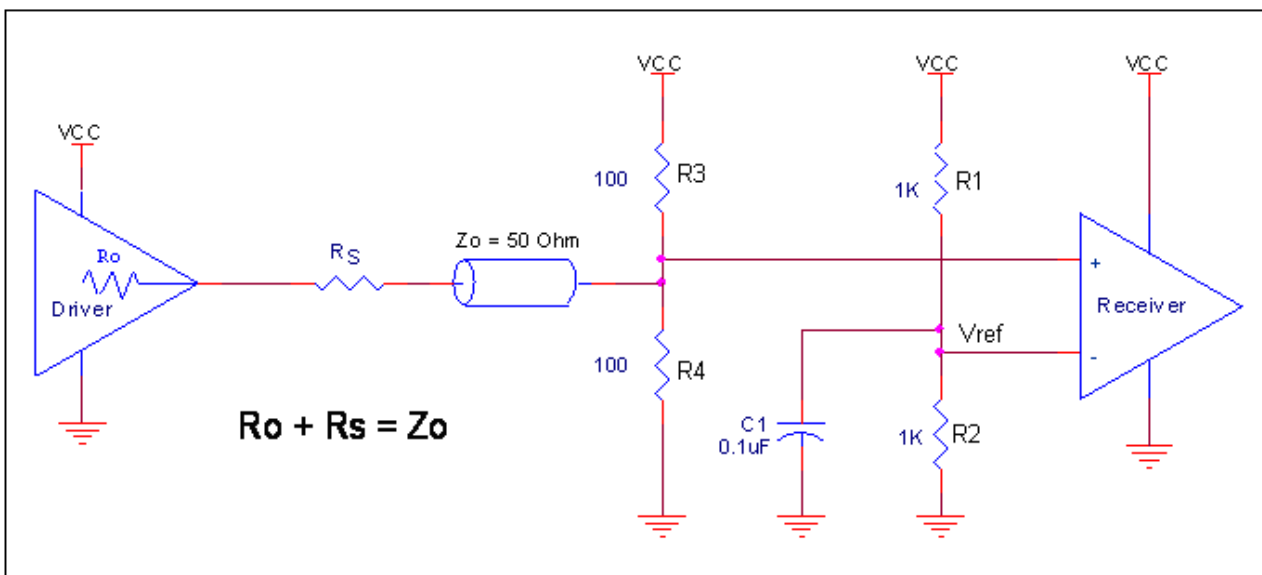 VCC
VCC
VCC
VCC
Ro
Driver
RS
Zo = 50 Ohm
100
R3
1K
R1
+
Receiver
-
Vref
100
R4
Ro + Rs = Zo
C1
0.1uF
1K
R2